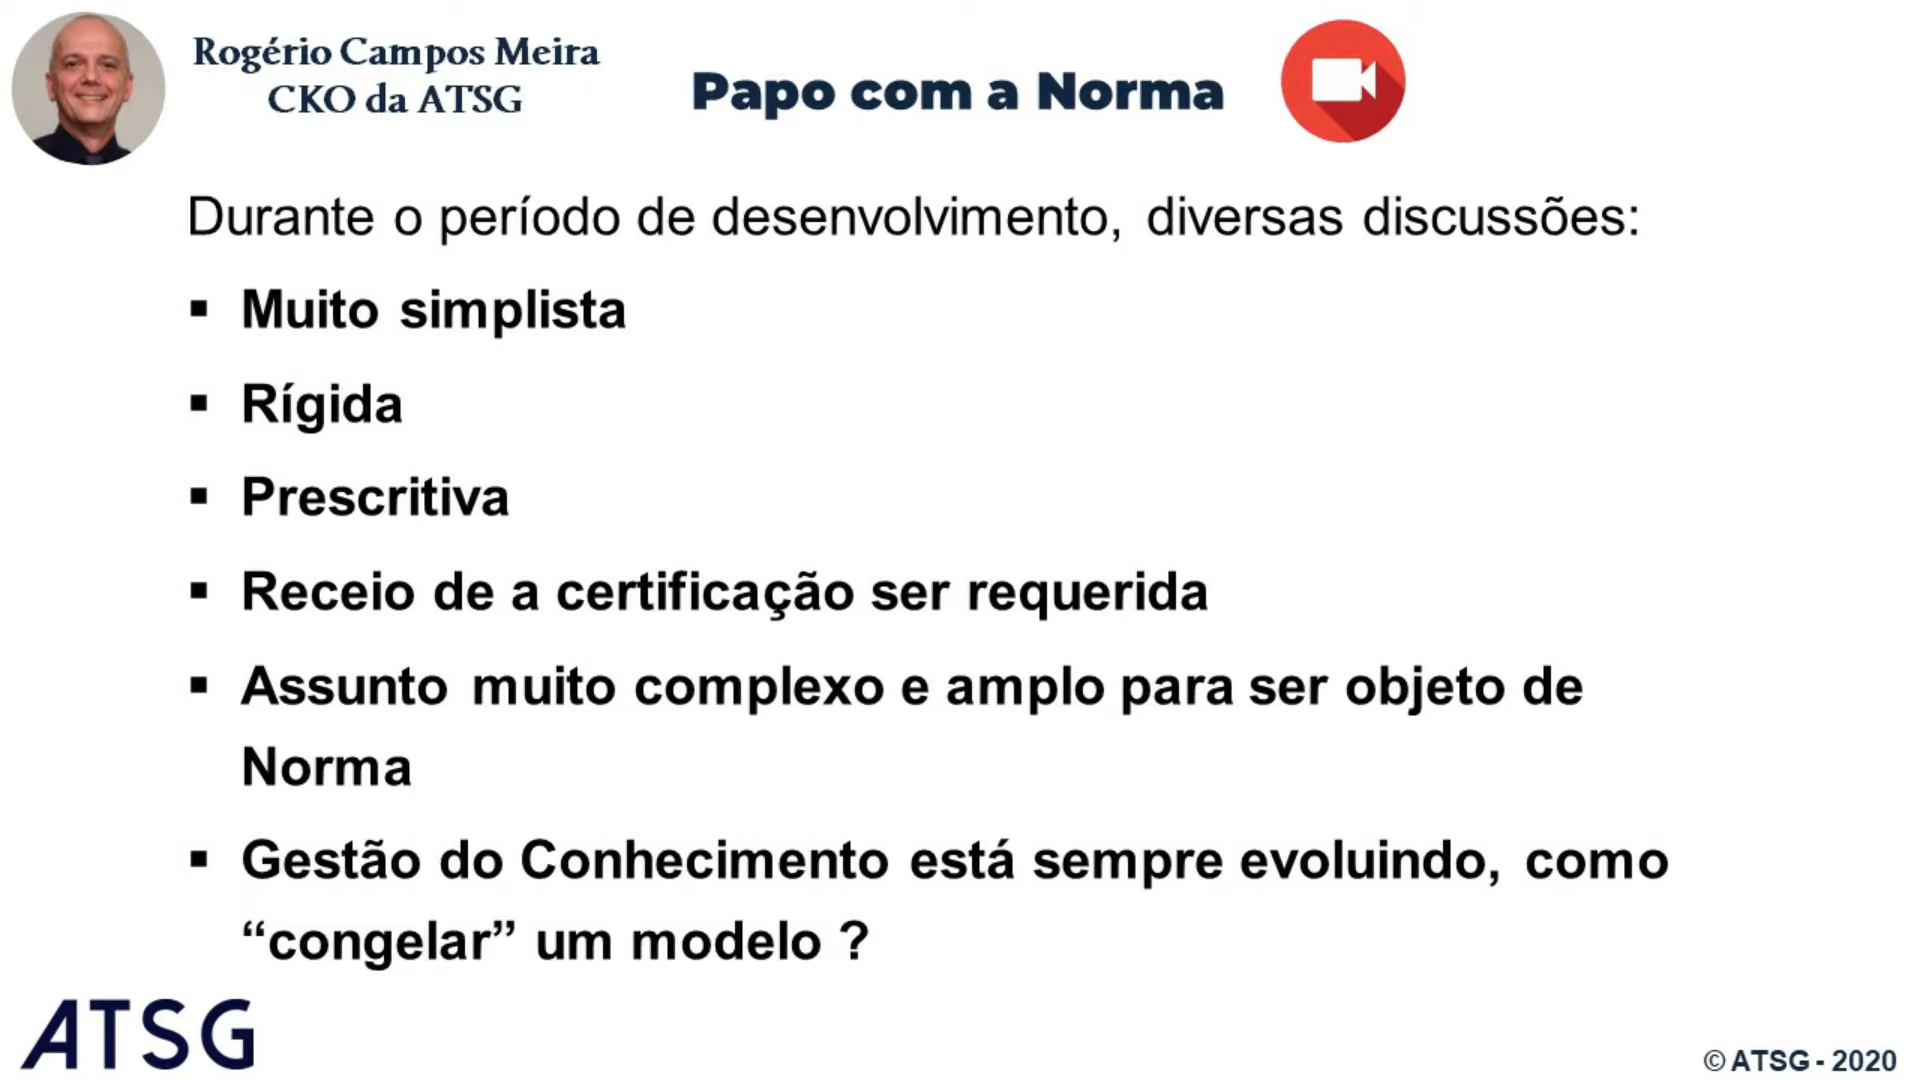 Rogério Campos Meira
CKO da ATSG
Papo com a Norma
Durante o período de desenvolvimento, diversas discussões:
▪ Muito simplista
▪ Rígida
▪ Prescritiva
▪ Receio de a certificação ser requerida
▪ Assunto muito complexo e amplo para ser objeto de
Norma
▪ Gestão do Conhecimento está sempre evoluindo, como
“congelar” um modelo ?
ATSG
© ATSG - 2020